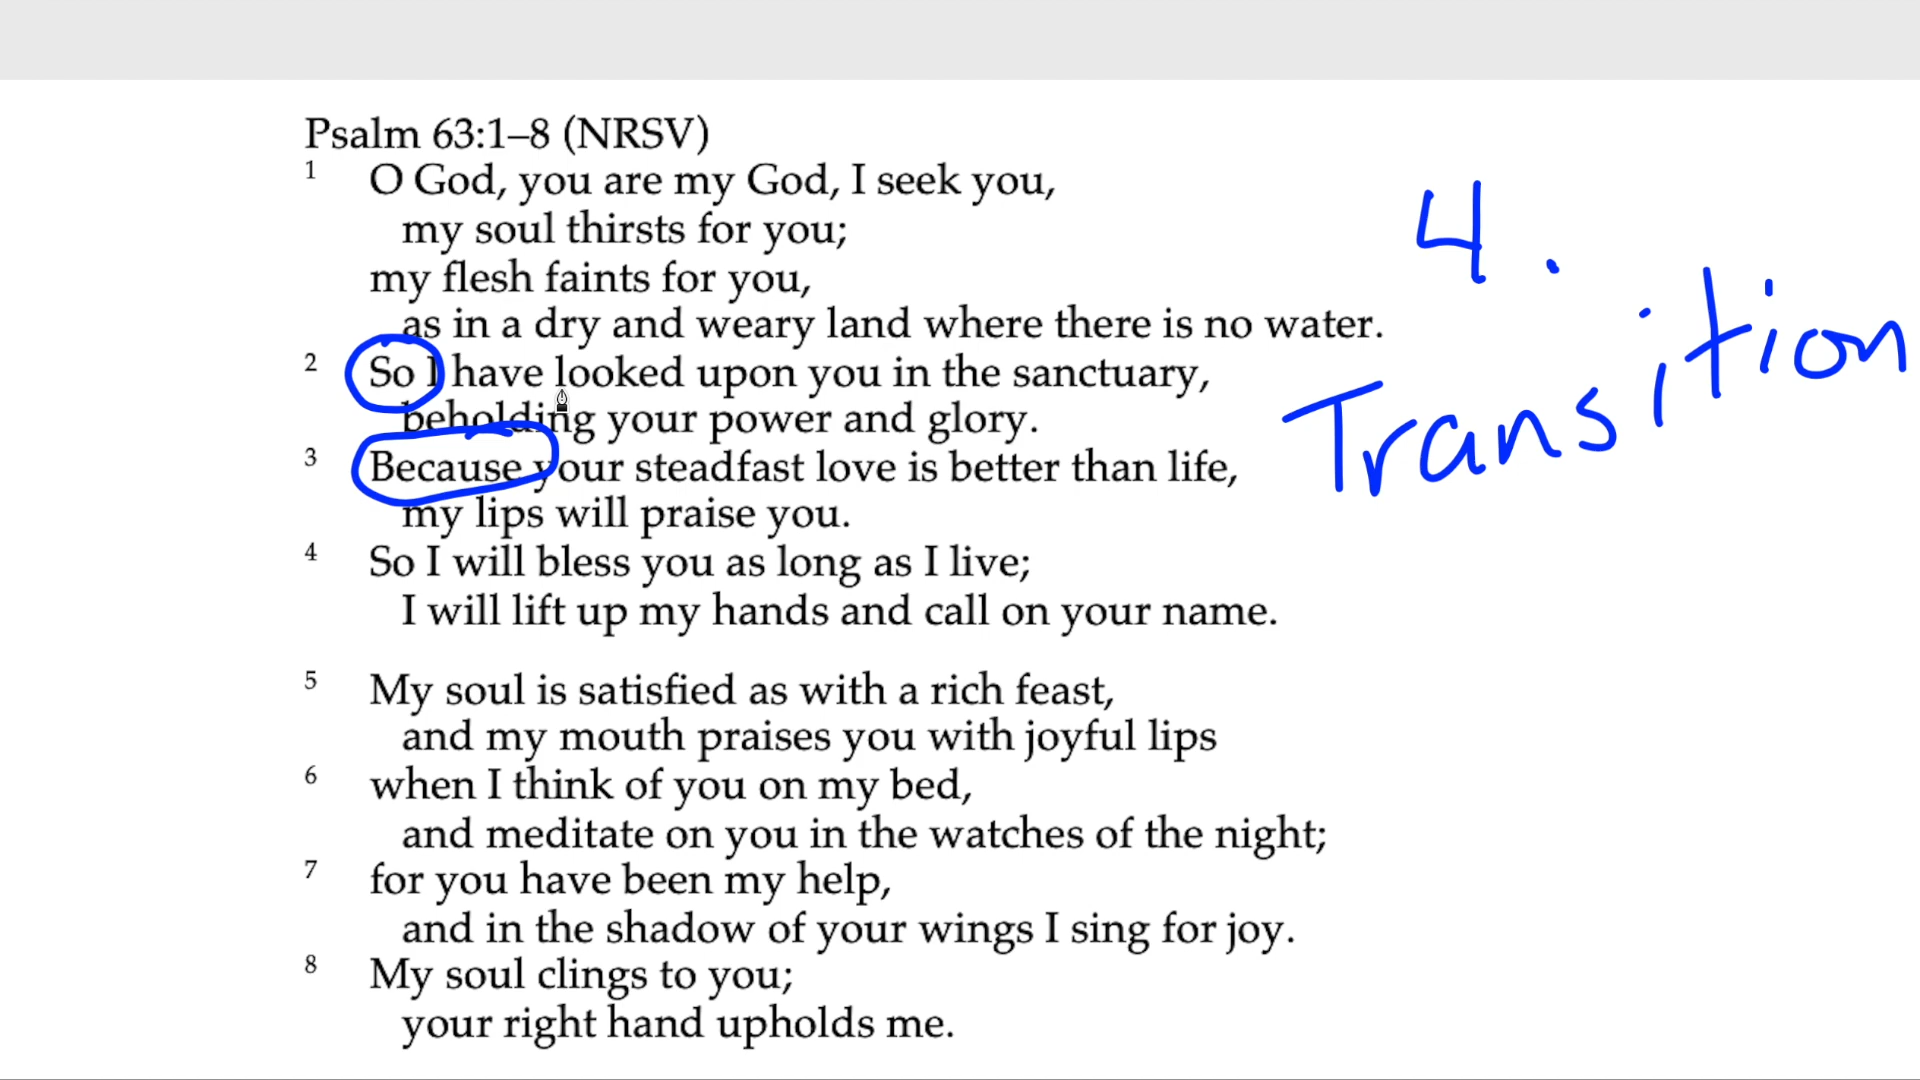 Psalm 63:1–8 (NRSV)
1 O God, you are my God, I seek you,
my soul thirsts for you;
my flesh faints for you,
as in a dry and weary land where there is no water.
2 So I have looked upon you in the sanctuary,
beholding your power and glory.
3 Because your steadfast love is better than life,
my lips will praise you.
4 So I will bless you as long as I live;
I will lift up my hands and call on your name.
5 My soul is satisfied as with a rich feast,
and my mouth praises you with joyful lips
6 when I think of you on my bed,
and meditate on you in the watches of the night;
7 for you have been my help,
and in the shadow of your wings I sing for joy.
8 My soul clings to you;
your right hand upholds me.
4.
Transition